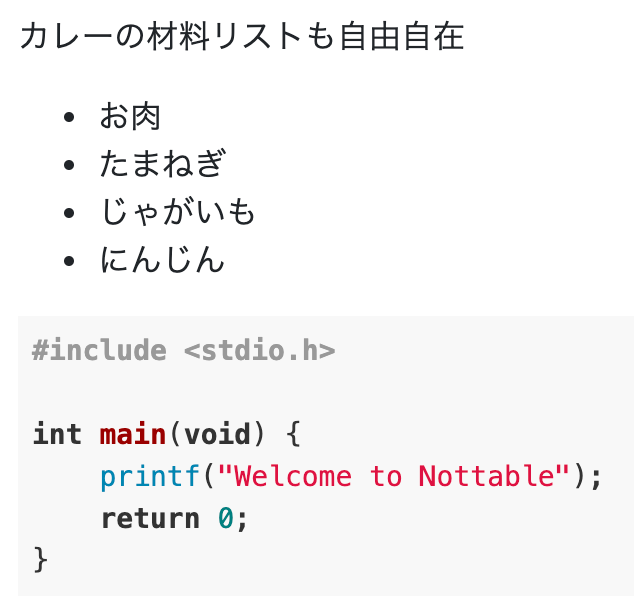 カレーの材料リストも自由自在
• お肉
• たまねぎ
• じゃがいも
• にんじん
#include <stdio.h>
int main(void) {
    printf("Welcome to Nottable");
    return 0;
}